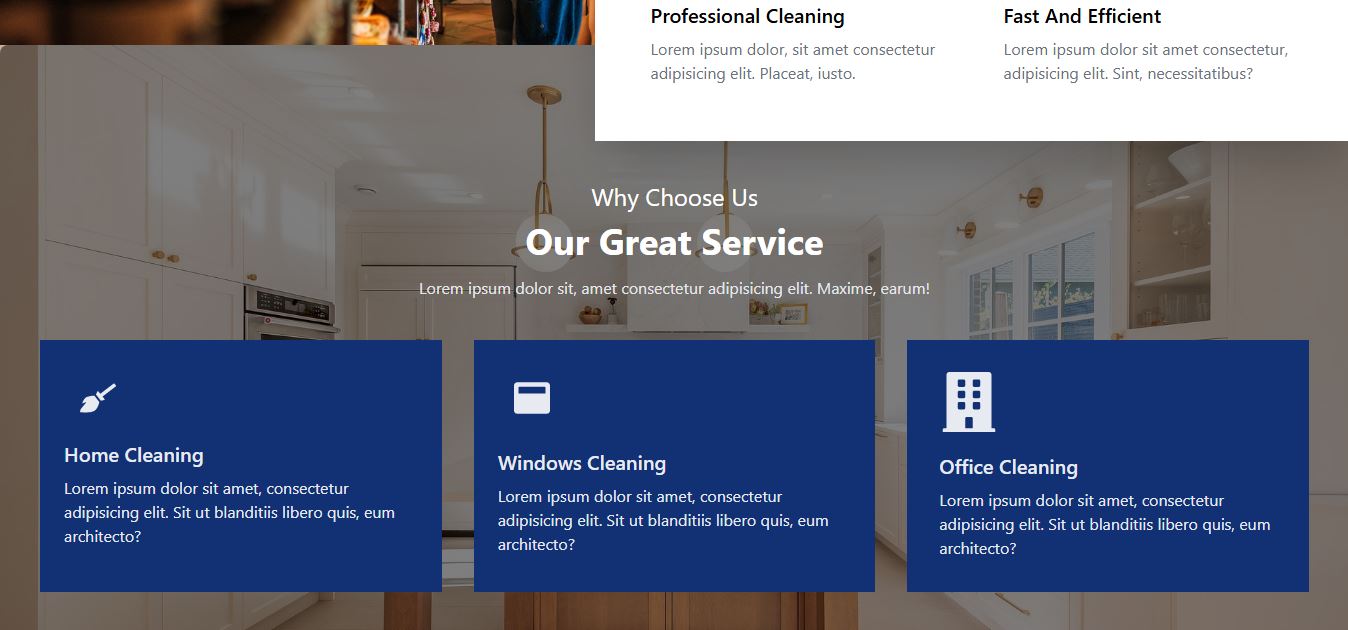 Professional Cleaning
Lorem ipsum dolor, sit amet consectetur
adipisicing elit. Placeat, iusto.
Fast And Efficient
Lorem ipsum dolor sit amet consectetur,
adipisicing elit. Sint, necessitatibus?
Why Choose Us
Our Great Service
Lorem ipsum dolor sit, amet consectetur adipisicing elit. Maxime, earum!
Home Cleaning
Lorem ipsum dolor sit amet, consectetur
adipisicing elit. Sit ut blanditiis libero quis, eum
architecto?
Windows Cleaning
Lorem ipsum dolor sit amet, consectetur
adipisicing elit. Sit ut blanditiis libero quis, eum
architecto?
Office Cleaning
Lorem ipsum dolor sit amet, consectetur
adipisicing elit. Sit ut blanditiis libero quis, eum
architecto?